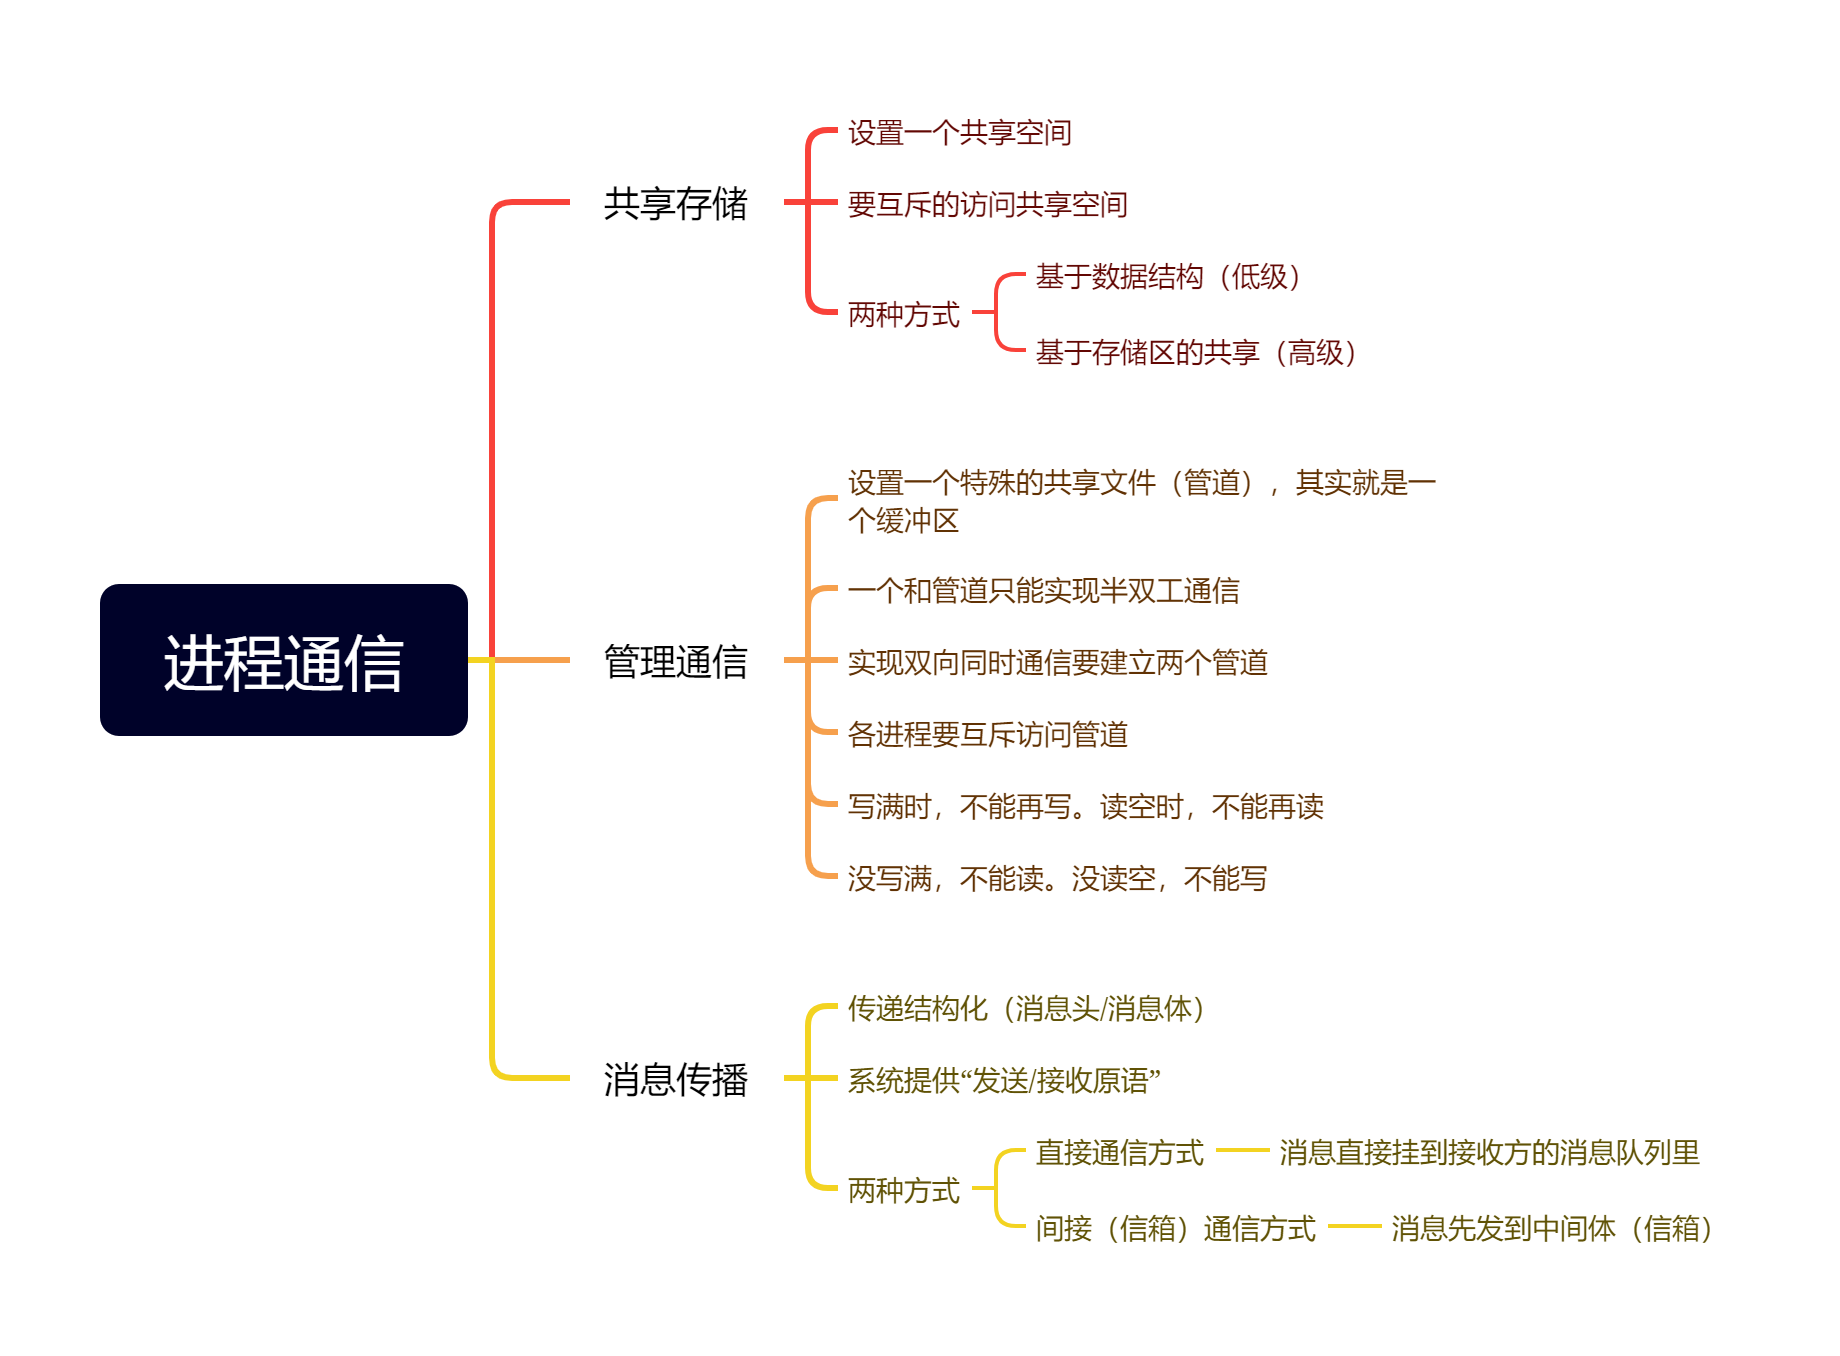 进程通信
共享存储
设置一个共享空间
要互斥的访问共享空间
两种方式
基于数据结构（低级）
基于存储区的共享（高级）
管理通信
设置一个特殊的共享文件（管道），其实就是一
个缓冲区
一个和管道只能实现半双工通信
实现双向同时通信要建立两个管道
各进程要互斥访问管道
写满时，不能再写。读空时，不能再读
没写满，不能读。没读空，不能写
消息传播
传递结构化（消息头/消息体）
系统提供“发送/接收原语”
两种方式
直接通信方式
消息直接挂到接收方的消息队列里
间接（信箱）通信方式
消息先发到中间体（信箱）